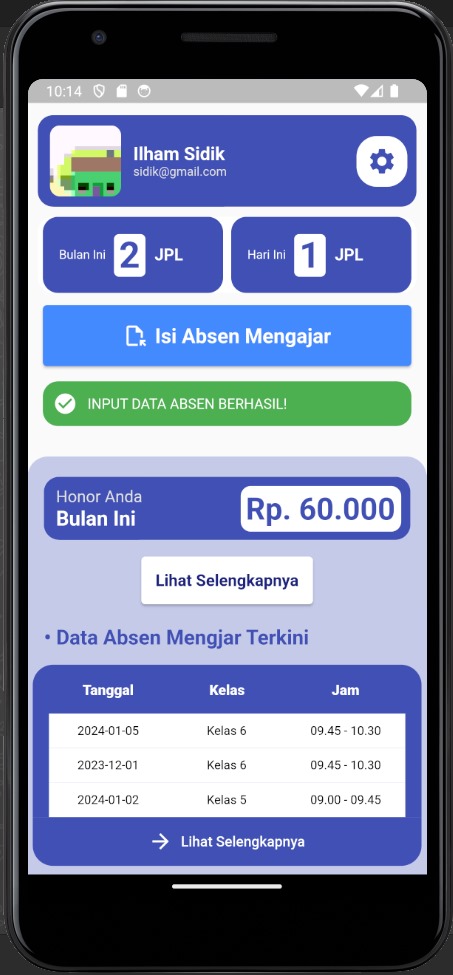 10:14
Ilham Sidik
sidik@gmail.com
Bulan Ini 2 JPL
Hari Ini 1 JPL
Isi Absen Mengajar
INPUT DATA ABSEN BERHASIL!
Honor Anda
Bulan Ini
Rp. 60.000
Lihat Selengkapnya
• Data Absen Mengjar Terkini
Tanggal Kelas Jam
2024-01-05 Kelas 6 09.45 - 10.30
2023-12-01 Kelas 6 09.45 - 10.30
2024-01-02 Kelas 5 09.00 - 09.45
Lihat Selengkapnya